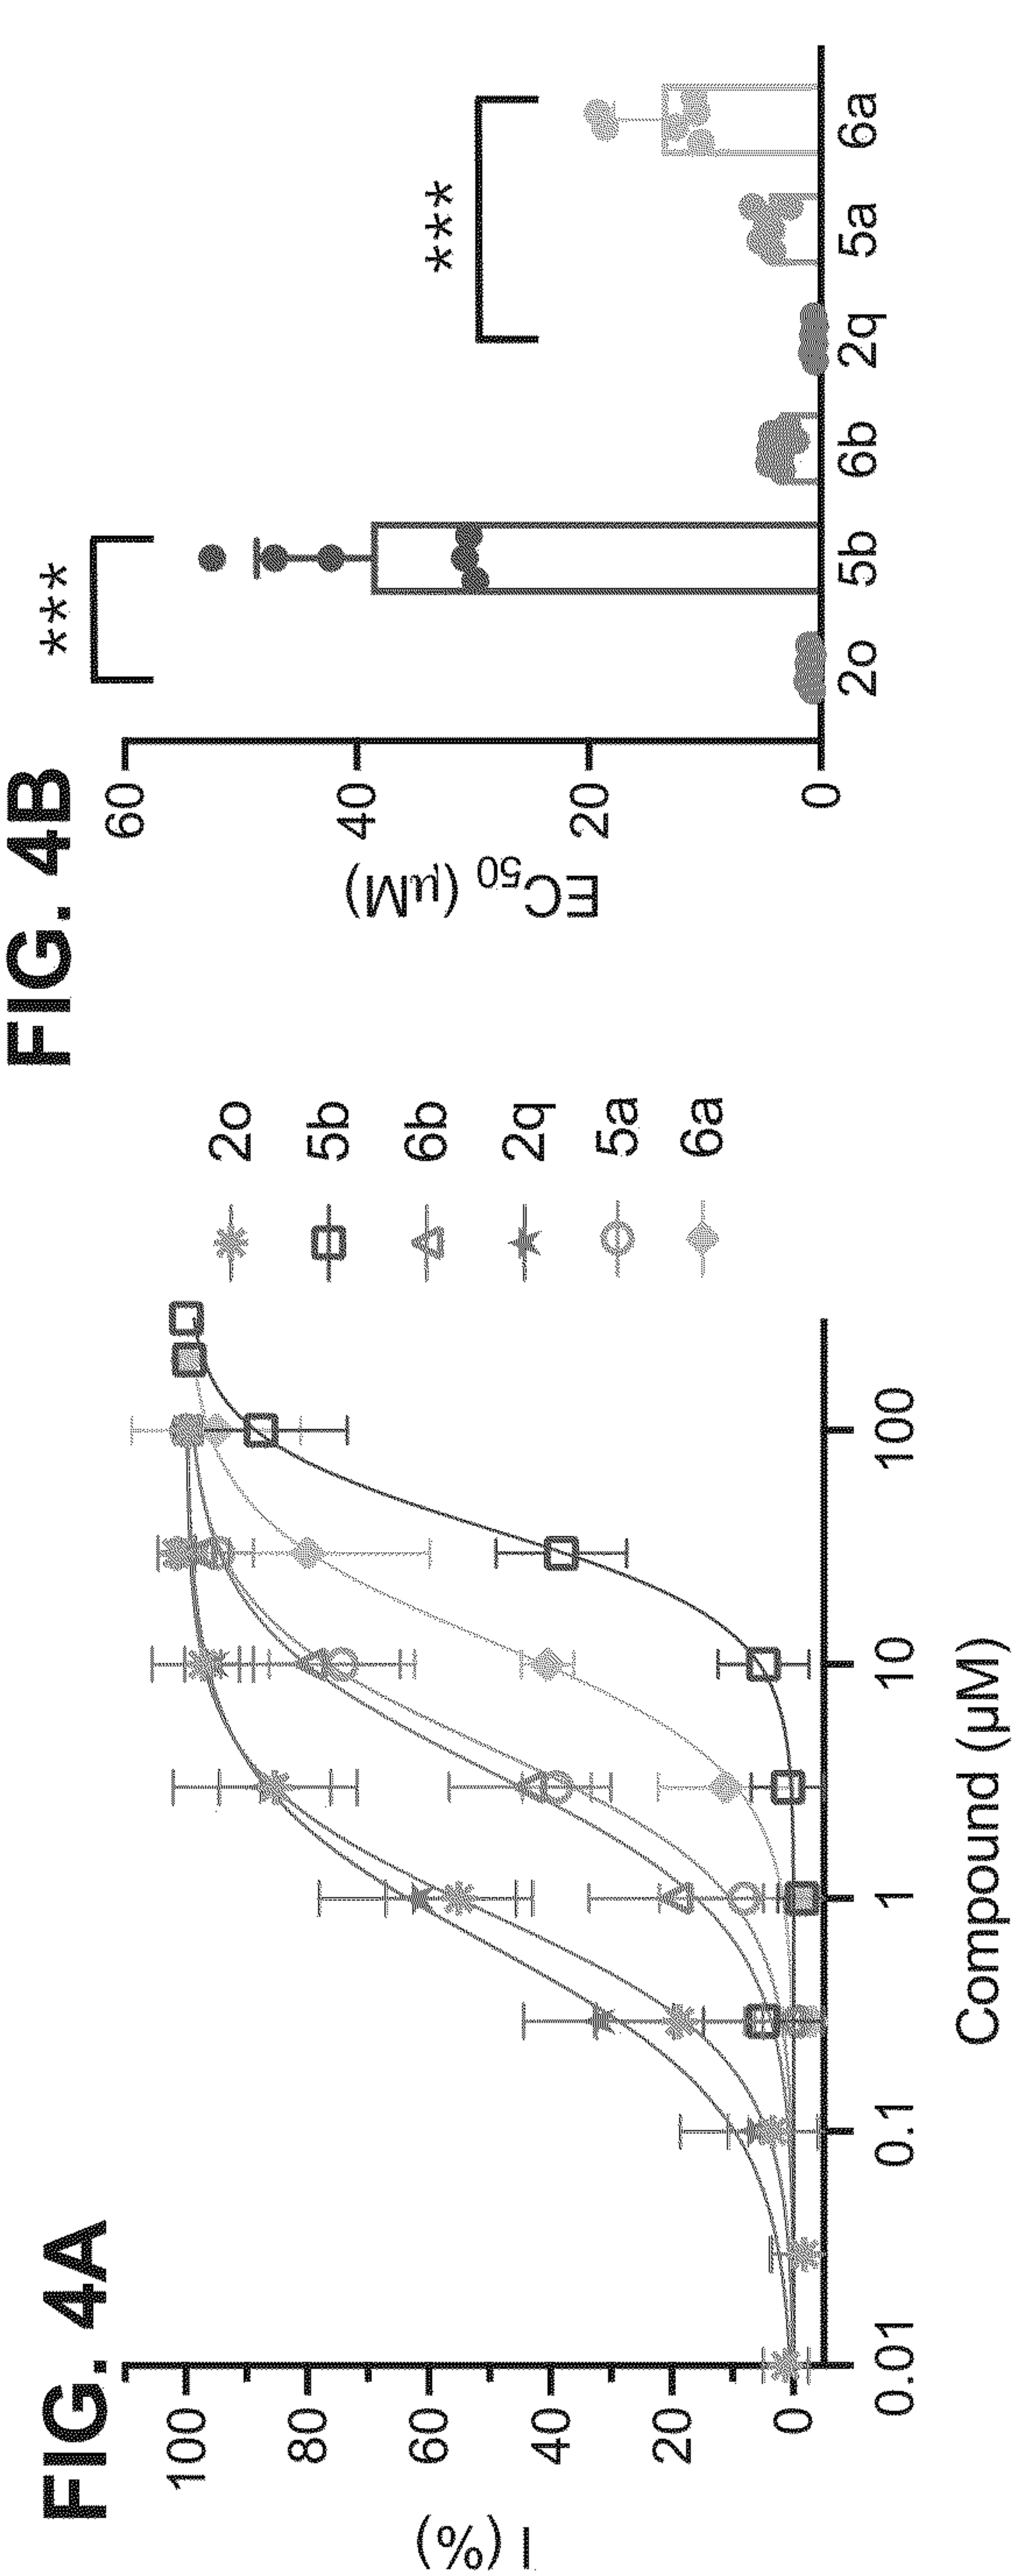 FIG. 4A
I (%)
100
80
60
40
20
0
0.01
0.1
1
10
100
Compound (µM)
2o
5b
6b
2q
5a
6a
FIG. 4B
EC50 (µM)
60
40
20
0
***
***
2o
5b
6b
2q
5a
6a